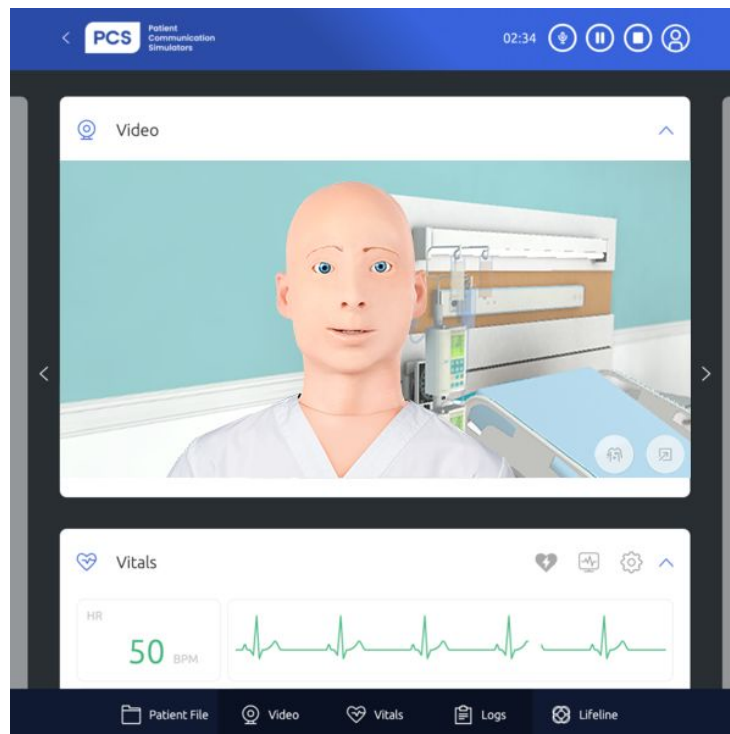 PCS
Patient
Communication
Simulators
02:34
Video
Vitals
HR
50 BPM
Patient File
Video
Vitals
Logs
Lifeline